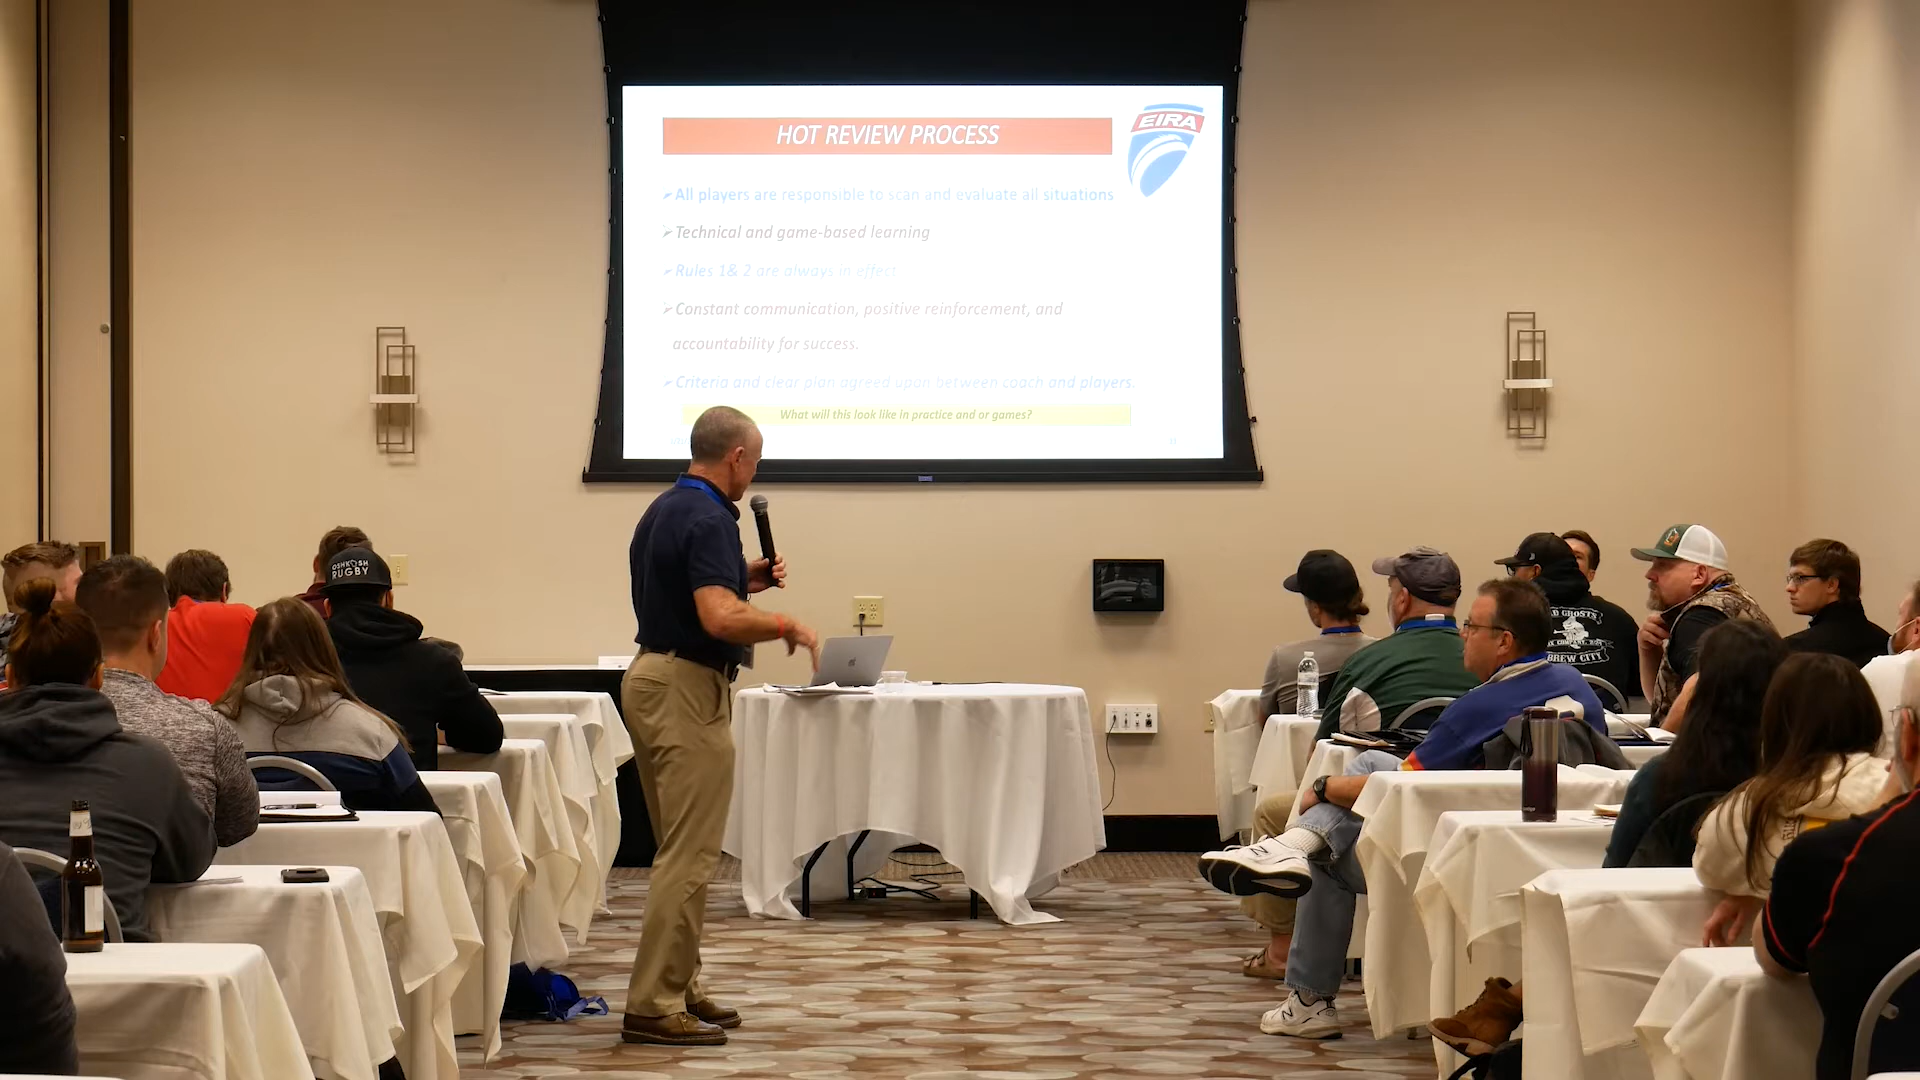 HOT REVIEW PROCESS
EIRA
All players are responsible to scan and evaluate all situations
Technical and game-based learning
Rules 1& 2 are always in effect
Constant communication, positive reinforcement, and
accountability for success.
Criteria and clear plan agreed upon between coach and players.
What will this look like in practice and or games?
OSHKOSH
RUGBY
GHOSTS
BREW CITY